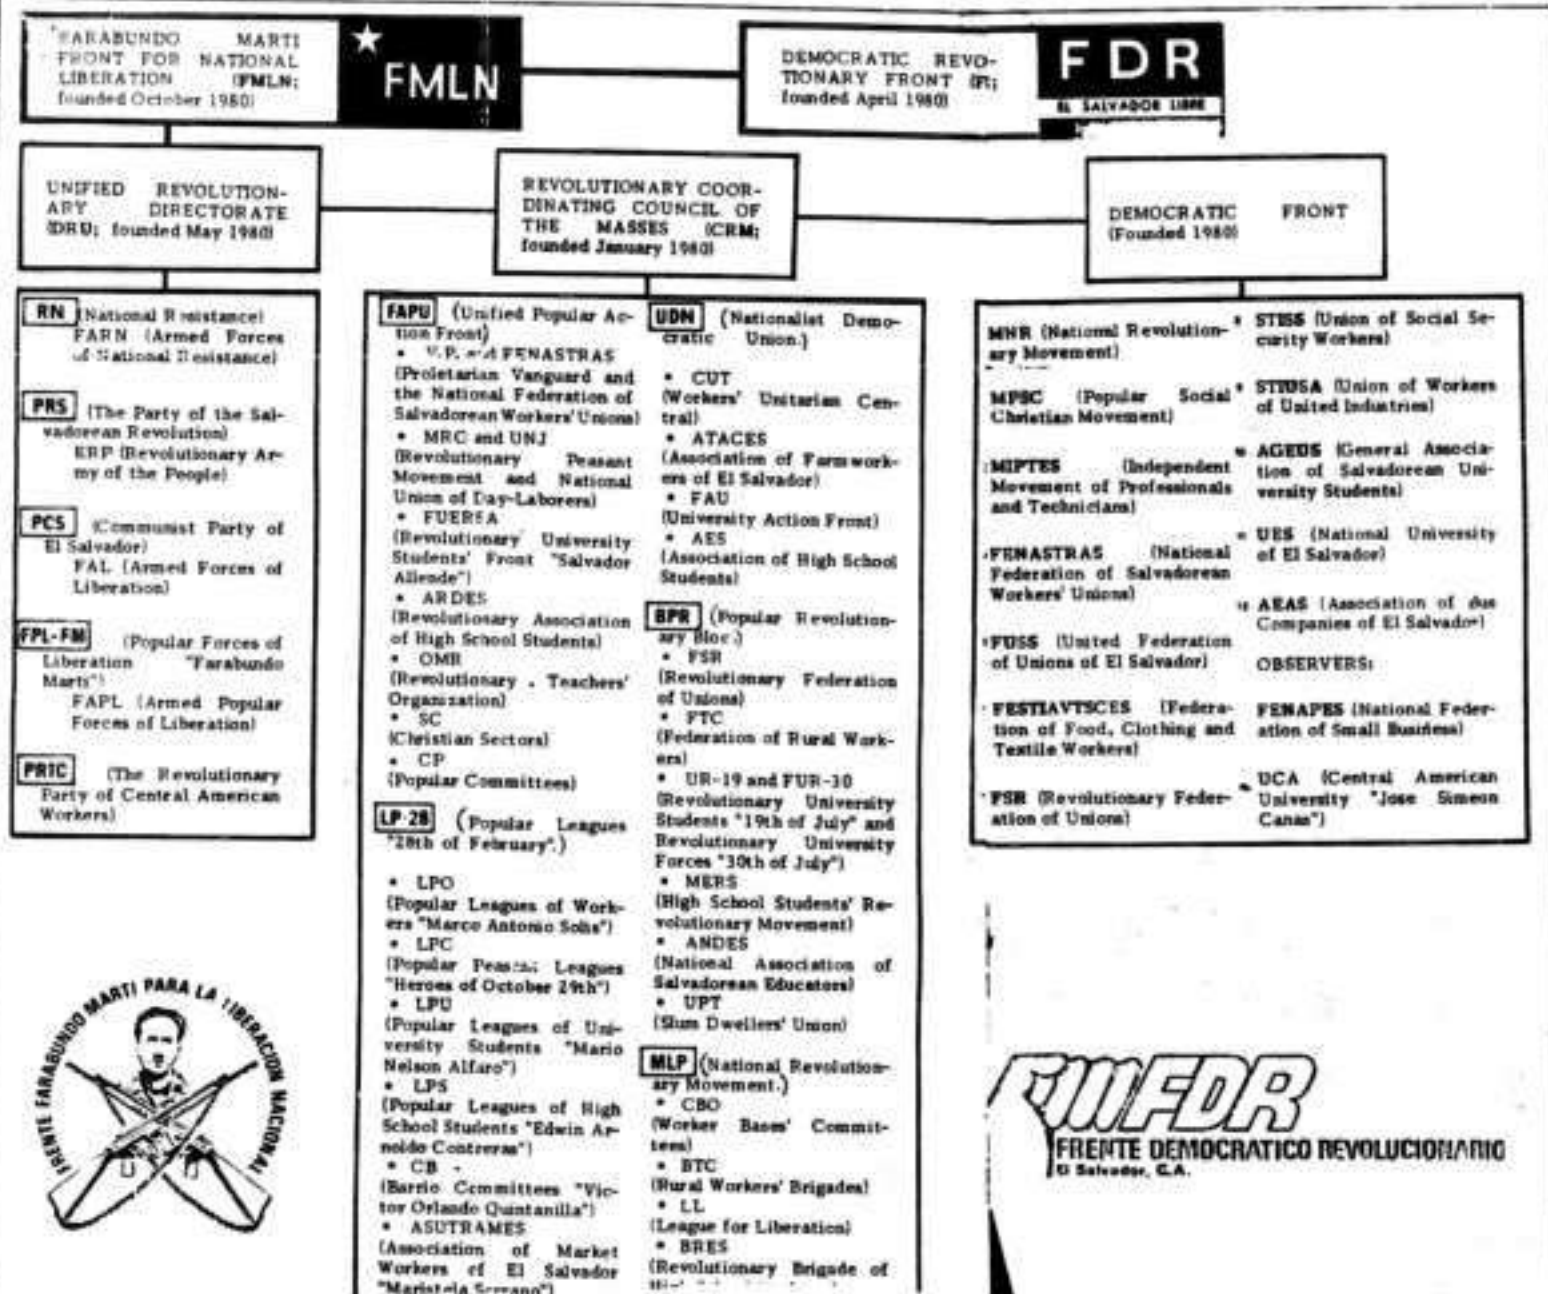 FARABUNDO MARTI
FRONT FOR NATIONAL
LIBERATION (FMLN;
founded October 1980)
FMLN
DEMOCRATIC REVO-
TIONARY FRONT
founded April 1980)
FDR
EL SALVADOR LIBRE
UNIFIED REVOLUTION-
ARY DIRECTORATE
(DRU; founded May 1980)
REVOLUTIONARY COOR-
DINATING COUNCIL OF
THE MASSES (CRM;
founded January 1980)
DEMOCRATIC FRONT
(Founded 1980)
RN (National Resistance)
FARN (Armed Forces
of National Resistance)
PRS (The Party of the Sal-
vadorean Revolution)
ERP (Revolutionary Ar-
my of the People)
PCS (Communist Party of
El Salvador)
FAL (Armed Forces of
Liberation)
FPL-FM (Popular Forces of
Liberation "Farabundo
Marti")
FAPL (Armed Popular
Forces of Liberation)
PRTC (The Revolutionary
Party of Central American
Workers)
FAPU (Unified Popular Ac-
tion Front)
• V.P. and FENASTRAS
(Proletarian Vanguard and
the National Federation of
Salvadorean Workers' Unions)
• MRC and UNJ
(Revolutionary Peasant
Movement and National
Union of Day-Laborers)
• FUERSA
(Revolutionary University
Students' Front "Salvador
Allende")
• ARDES
(Revolutionary Association
of High School Students)
• OMR
(Revolutionary Teachers'
Organization)
• SC
(Christian Sectors)
• CP
(Popular Committees)
LP-28 (Popular Leagues
"28th of February".)
• LPO
(Popular Leagues of Work-
ers "Marco Antonio Solis")
• LPC
(Popular Peasant Leagues
"Heroes of October 29th")
• LPU
(Popular Leagues of Uni-
versity Students "Mario
Nelson Alfaro")
• LPS
(Popular Leagues of High
School Students "Edwin Ar-
noldo Contreras")
• CB
(Barrio Committees "Vic-
tor Orlando Quintanilla")
• ASUTRAMES
(Association of Market
Workers of El Salvador
"Maristela Serrano")
UDN (Nationalist Demo-
cratic Union.)
• CUT
(Workers' Unitarian Cen-
tral)
• ATACES
(Association of Farmwork-
ers of El Salvador)
• FAU
(University Action Front)
• AES
(Association of High School
Students)
BPR (Popular Revolution-
ary Bloc.)
• FSR
(Revolutionary Federation
of Unions)
• FTC
(Federation of Rural Work-
ers)
• UR-19 and FUR-30
(Revolutionary University
Students "19th of July" and
Revolutionary University
Forces "30th of July")
• MERS
(High School Students' Re-
volutionary Movement)
• ANDES
(National Association of
Salvadorean Educators)
• UPT
(Slum Dwellers' Union)
MLP (National Revolution-
ary Movement.)
• CBO
(Worker Bases' Commit-
tees)
• BTC
(Rural Workers' Brigades)
• LL
(League for Liberation)
• BRES
(Revolutionary Brigade of
MNR (National Revolution-
ary Movement)
MPSC (Popular Social
Christian Movement)
MIPTES (Independent
Movement of Professionals
and Technicians)
FENASTRAS (National
Federation of Salvadorean
Workers' Unions)
FUSS (United Federation
of Unions of El Salvador)
FESTIAVTSCES (Federa-
tion of Food, Clothing and
Textile Workers)
FSR (Revolutionary Feder-
ation of Unions)
STISS (Union of Social Se-
curity Workers)
STIUSA (Union of Workers
of United Industries)
AGEUS (General Associa-
tion of Salvadorean Uni-
versity Students)
UES (National University
of El Salvador)
AEAS (Association of Bus
Companies of El Salvador)
OBSERVERS:
FENAPES (National Feder-
ation of Small Business)
UCA (Central American
University "Jose Simeon
Canas")
FRENTE FARABUNDO MARTI PARA LA LIBERACION NACIONAL
FDR
FRENTE DEMOCRATICO REVOLUCIONARIO
El Salvador, C.A.